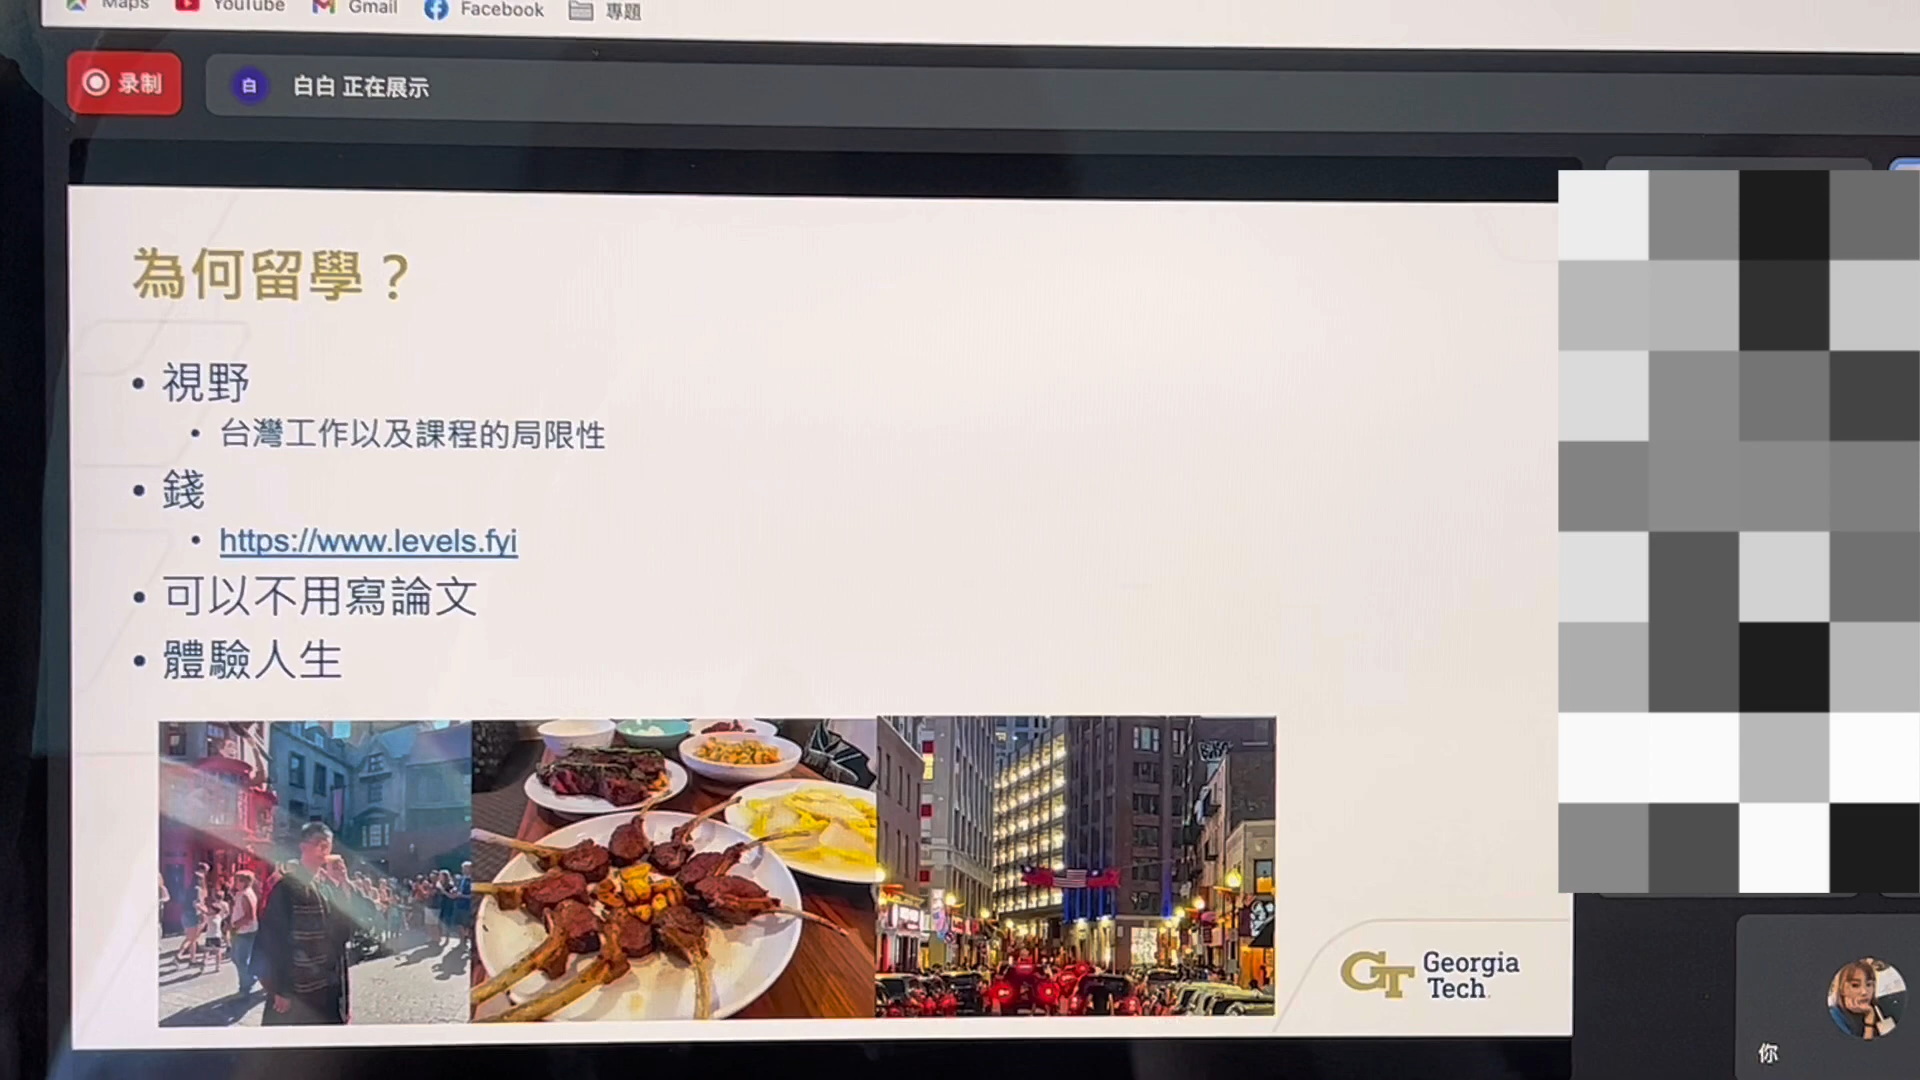 Maps
YouTube
Gmail
Facebook
專題
录制
白
白白 正在展示
為何留學？
• 視野
• 台灣工作以及課程的局限性
• 錢
• https://www.levels.fyi
• 可以不用寫論文
• 體驗人生
GT Georgia
Tech
你